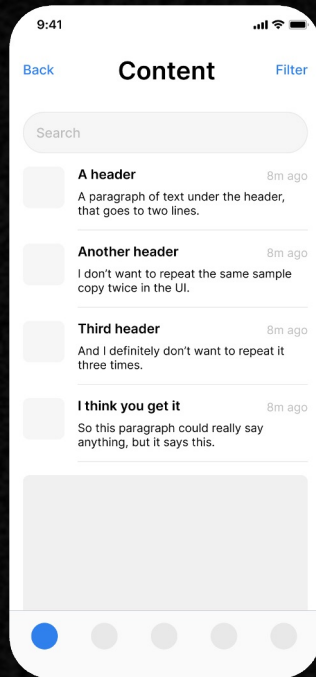 9:41
Back
Content
Filter
Search
A header
8m ago
A paragraph of text under the header,
that goes to two lines.
Another header
8m ago
I don’t want to repeat the same sample
copy twice in the UI.
Third header
8m ago
And I definitely don’t want to repeat it
three times.
I think you get it
8m ago
So this paragraph could really say
anything, but it says this.